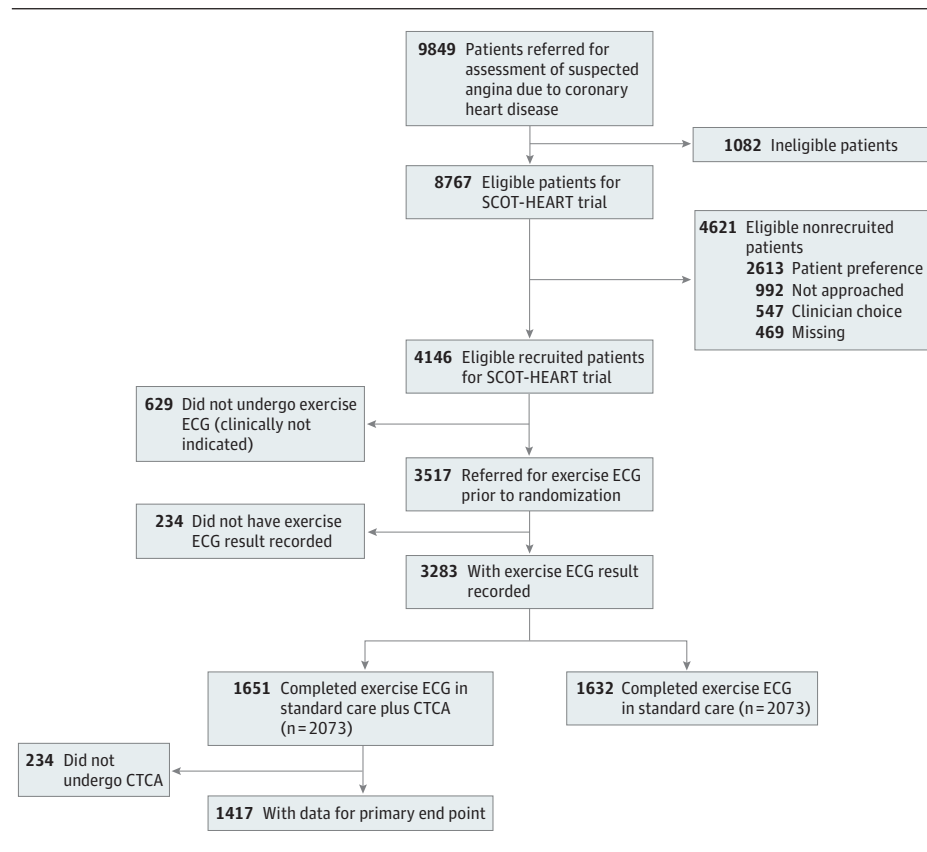 9849 Patients referred for
assessment of suspected
angina due to coronary
heart disease
1082 Ineligible patients
8767 Eligible patients for
SCOT-HEART trial
4621 Eligible nonrecruited
patients
2613 Patient preference
992 Not approached
547 Clinician choice
469 Missing
4146 Eligible recruited patients
for SCOT-HEART trial
629 Did not undergo exercise
ECG (clinically not
indicated)
3517 Referred for exercise ECG
prior to randomization
234 Did not have exercise
ECG result recorded
3283 With exercise ECG result
recorded
1651 Completed exercise ECG in
standard care plus CTCA
(n=2073)
1632 Completed exercise ECG
in standard care (n=2073)
234 Did not
undergo CTCA
1417 With data for primary end point